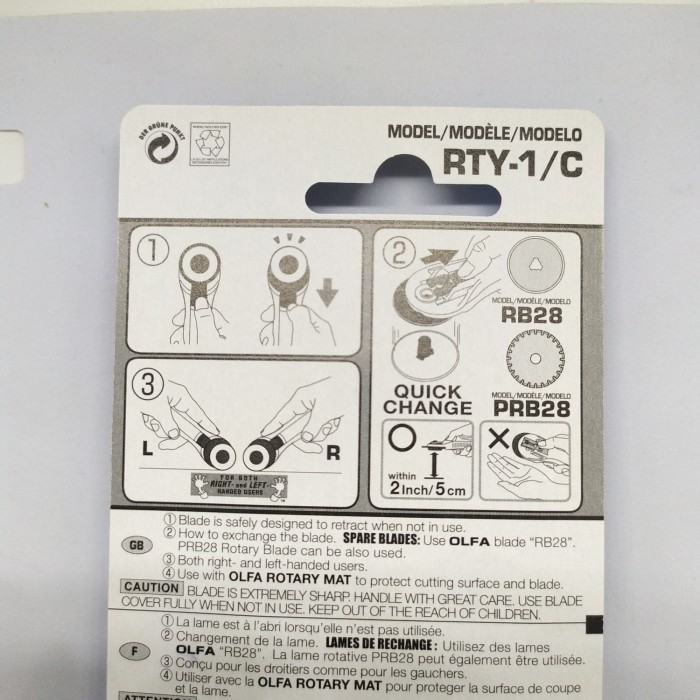 DER GRÜNE PUNKT
MODEL/MODÈLE/MODELO
RTY-1/C
1
2
MODEL/MODÈLE/MODELO
RB28
QUICK
CHANGE
MODEL/MODÈLE/MODELO
PRB28
within
2 Inch/5 cm
3
L
R
FOR BOTH
RIGHT- and LEFT-
HANDED USERS
GB
① Blade is safely designed to retract when not in use.
② How to exchange the blade. SPARE BLADES: Use OLFA blade "RB28".
PRB28 Rotary Blade can be also used.
③ Both right- and left-handed users.
④ Use with OLFA ROTARY MAT to protect cutting surface and blade.
CAUTION BLADE IS EXTREMELY SHARP. HANDLE WITH GREAT CARE. USE BLADE
COVER FULLY WHEN NOT IN USE. KEEP OUT OF THE REACH OF CHILDREN.
F
① La lame est à l'abri lorsqu'elle n'est pas utilisée.
② Changement de la lame. LAMES DE RECHANGE: Utilisez des lames
OLFA "RB28". La lame rotative PRB28 peut également être utilisée.
③ Conçu pour les droitiers comme pour les gauchers.
④ Utiliser avec la OLFA ROTARY MAT pour protéger la surface de coupe
et la lame.
ATTENTION